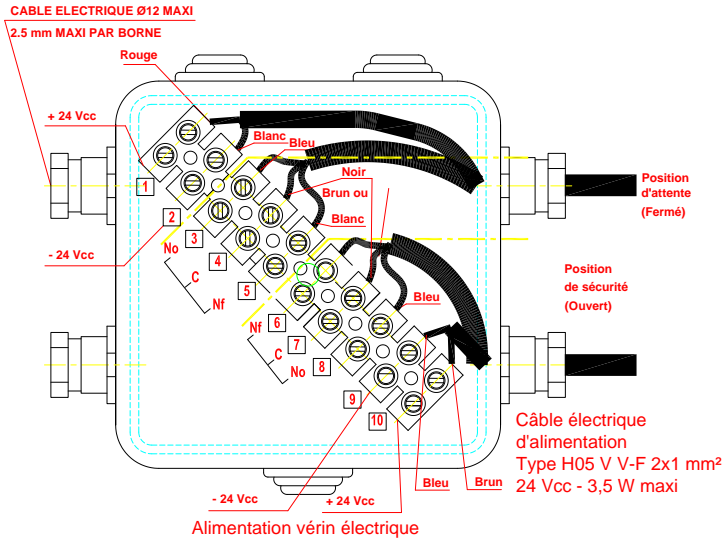 CABLE ELECTRIQUE Ø12 MAXI
2.5 mm MAXI PAR BORNE
Rouge
+ 24 Vcc
Blanc
Bleu
Noir
Brun ou
Blanc
1
2
3
4
5
6
7
8
9
10
- 24 Vcc
No
C
Nf
Nf
C
No
Bleu
Position
d'attente
(Fermé)
Position
de sécurité
(Ouvert)
Câble électrique
d'alimentation
Type H05 V V-F 2x1 mm²
24 Vcc - 3,5 W maxi
Bleu
Brun
- 24 Vcc
+ 24 Vcc
Alimentation vérin électrique